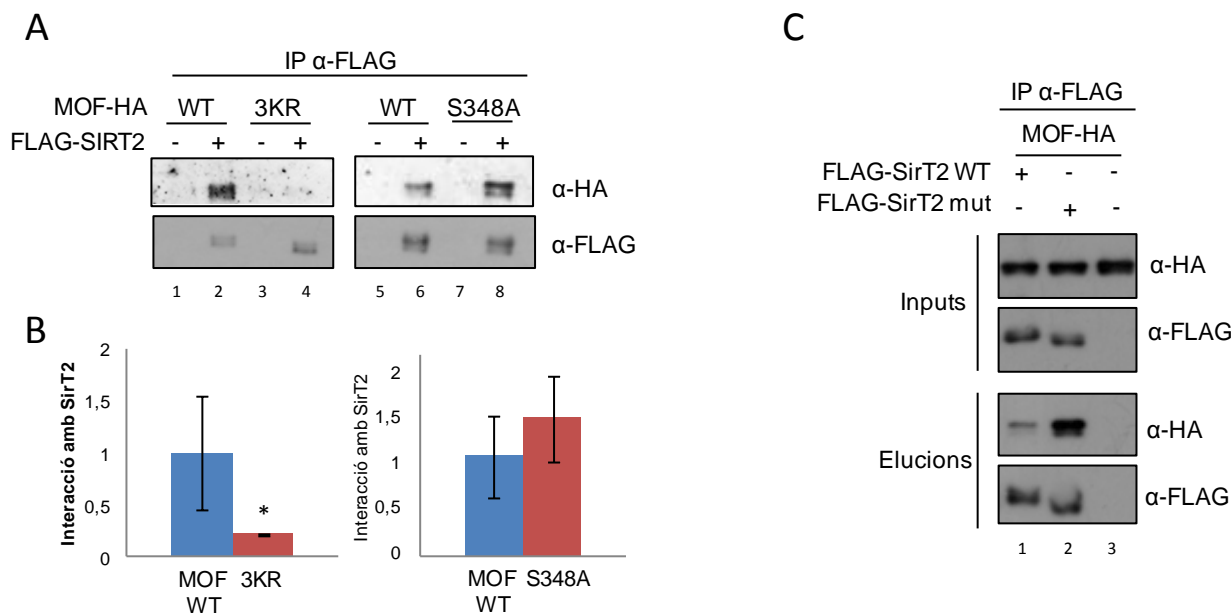 A
IP α-FLAG
MOF-HA WT 3KR WT S348A
FLAG-SIRT2 - + - + - + - +
α-HA
α-FLAG
1 2 3 4 5 6 7 8
B
Interacció amb SirT2
2
1,5
1
0,5
0
MOF WT
3KR
*
Interacció amb SirT2
2
1,5
1
0,5
0
MOF WT
S348A
C
IP α-FLAG
MOF-HA
FLAG-SirT2 WT + - -
FLAG-SirT2 mut - + -
Inputs
α-HA
α-FLAG
Elucions
α-HA
α-FLAG
1 2 3